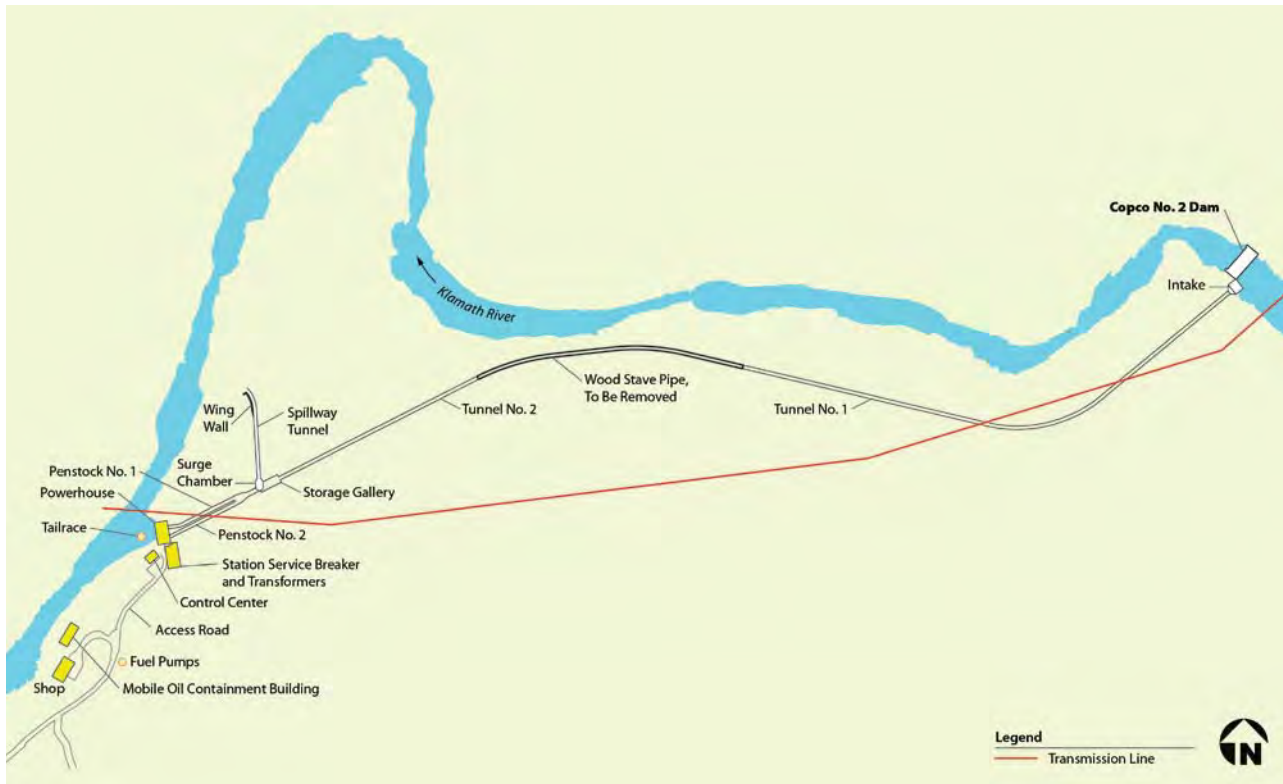 Copco No. 2 Dam
Intake
Klamath River
Wood Stave Pipe,
To Be Removed
Tunnel No. 2
Tunnel No. 1
Wing
Wall
Spillway
Tunnel
Surge
Chamber
Penstock No. 1
Powerhouse
Storage Gallery
Tailrace
Penstock No. 2
Station Service Breaker
and Transformers
Control Center
Access Road
Fuel Pumps
Shop
Mobile Oil Containment Building
Legend
Transmission Line
N